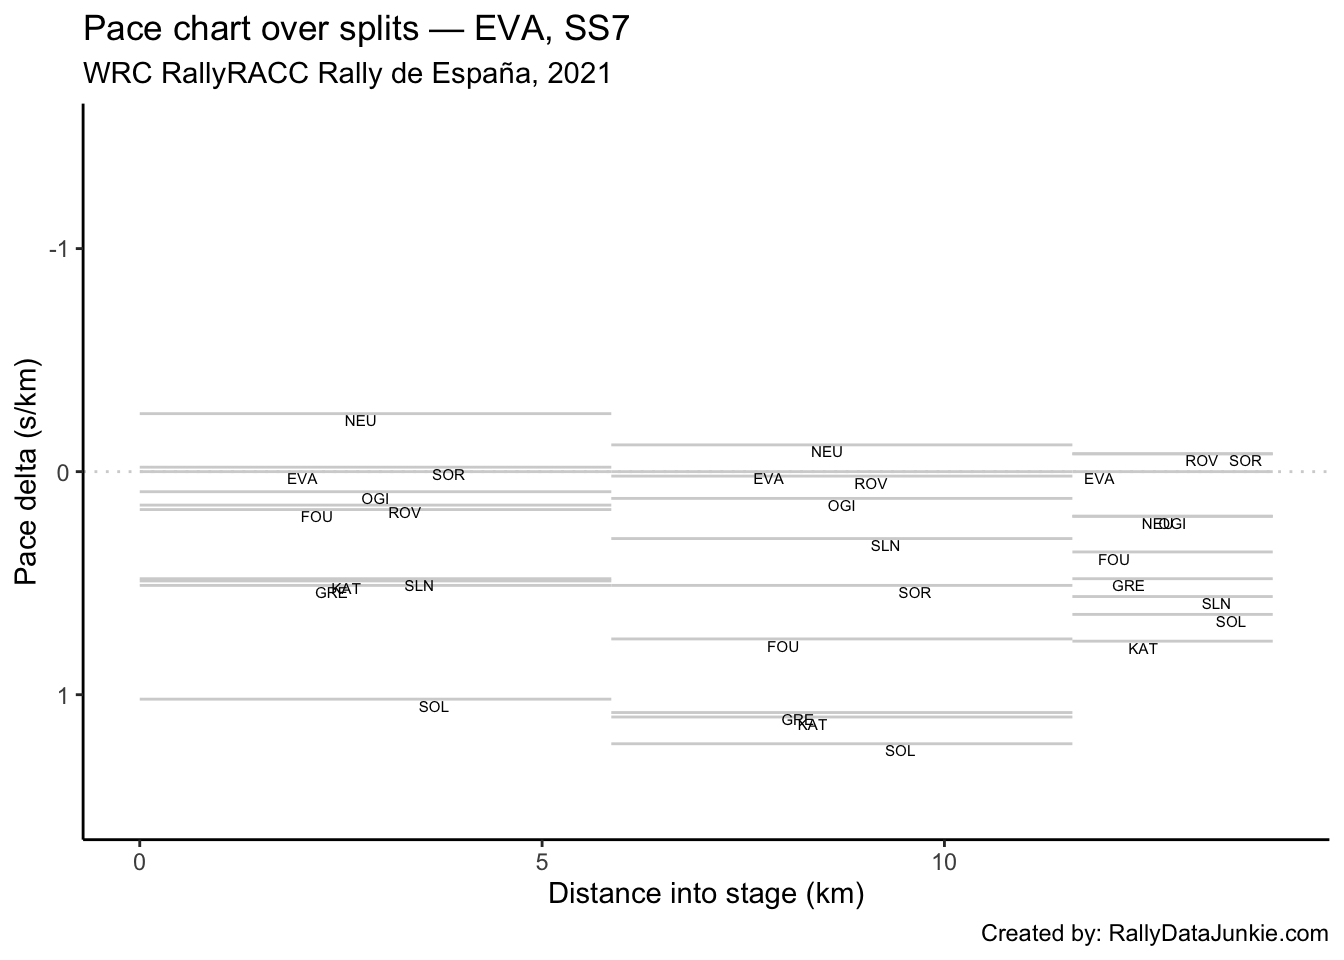 Pace chart over splits — EVA, SS7
WRC RallyRACC Rally de España, 2021
Pace delta (s/km)
-1
0
1
NEU
EVA
SOR
OGI
FOU
ROV
GRE
KAT
SLN
SOL
NEU
EVA
ROV
OGI
SLN
SOR
FOU
GRE
KAT
SOL
ROV
SOR
EVA
NEU
OGI
FOU
GRE
SLN
SOL
KAT
0
5
10
Distance into stage (km)
Created by: RallyDataJunkie.com